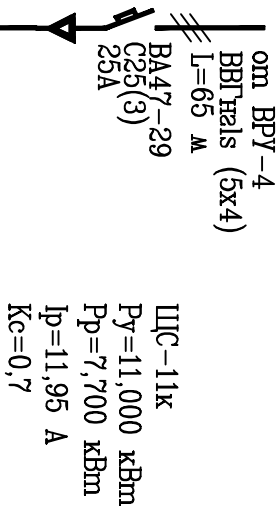 от ВРУ-4
ВВГнгls (5х4)
L=65 м
ВА47-29
С25(3)
25А
ЩС-11к
Ру=11,000 кВт
Рр=7,700 кВт
Iр=11,95 А
Кс=0,7